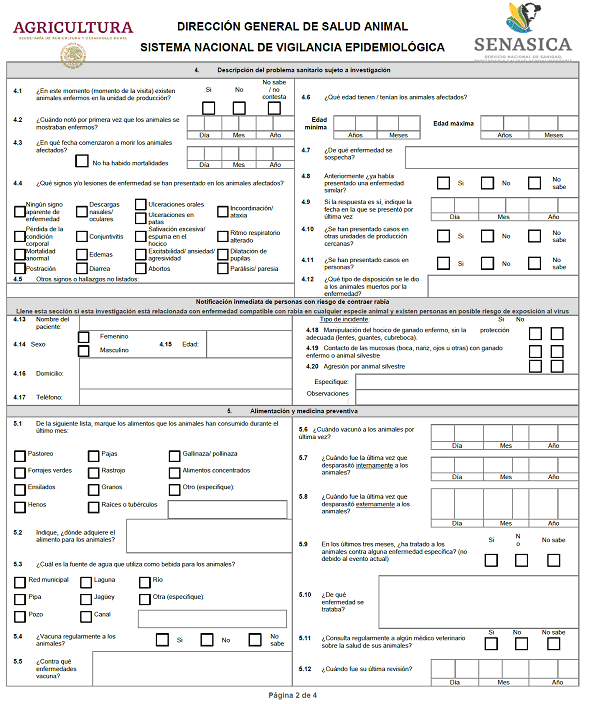 AGRICULTURA
SECRETARÍA DE AGRICULTURA Y DESARROLLO RURAL
DIRECCIÓN GENERAL DE SALUD ANIMAL
SISTEMA NACIONAL DE VIGILANCIA EPIDEMIOLÓGICA
SENASICA
SERVICIO NACIONAL DE SANIDAD,
4. Descripción del problema sanitario sujeto a investigación
4.1 ¿En este momento (momento de la visita) existen animales enfermos en la unidad de producción?
Si No No sabe / no contesta
4.2 ¿Cuándo notó por primera vez que los animales se mostraban enfermos?
Día Mes Año
4.3 ¿En qué fecha comenzaron a morir los animales afectados?
Día Mes Año
No ha habido mortalidades
4.4 ¿Qué signos y/o lesiones de enfermedad se han presentado en los animales afectados?
Ningún signo aparente de enfermedad
Descargas nasales/ oculares
Ulceraciones orales
Ulceraciones en patas
Incoordinación/ ataxia
Pérdida de la condición corporal
Conjuntivitis
Salivación excesiva/ espuma en el hocico
Ritmo respiratorio alterado
Mortalidad anormal
Edemas
Excitabilidad/ ansiedad/ agresividad
Dilatación de pupilas
Postración
Diarrea
Abortos
Parálisis/ paresia
4.5 Otros signos o hallazgos no listados:
4.6 ¿Qué edad tienen / tenían los animales afectados?
Edad mínima
Años Meses
Edad máxima
Años Meses
4.7 ¿De qué enfermedad se sospecha?
4.8 Anteriormente ¿ya había presentado una enfermedad similar?
Si No No sabe
4.9 Si la respuesta es si, indique la fecha en la que se presentó por última vez
Día Mes Año
4.10 ¿Se han presentado casos en otras unidades de producción cercanas?
Si No No sabe
4.11 ¿Se han presentado casos en personas?
Si No No sabe
4.12 ¿Qué tipo de disposición se le dio a los animales muertos por la enfermedad?
Notificación inmediata de personas con riesgo de contraer rabia
Llene esta sección si esta investigación está relacionada con enfermedad compatible con rabia en cualquier especie animal y existen personas en posible riesgo de exposición al virus
4.13 Nombre del paciente:
4.14 Sexo
Femenino
Masculino
4.15 Edad:
4.16 Domicilio:
4.17 Teléfono:
Tipo de incidente: Si No
4.18 Manipulación del hocico de ganado enfermo, sin la protección adecuada (lentes, guantes, cubreboca).
4.19 Contacto de las mucosas (boca, nariz, ojos u otras) con ganado enfermo o animal silvestre
4.20 Agresión por animal silvestre
Especifique:
Observaciones
5. Alimentación y medicina preventiva
5.1 De la siguiente lista, marque los alimentos que los animales han consumido durante el último mes:
Pastoreo
Pajas
Gallinaza/ pollinaza
Forrajes verdes
Rastrojo
Alimentos concentrados
Ensilados
Granos
Otro (especifique):
Henos
Raíces o tubérculos
5.2 Indique, ¿dónde adquiere el alimento para los animales?
5.3 ¿Cuál es la fuente de agua que utiliza como bebida para los animales?
Red municipal
Laguna
Río
Pipa
Jagüey
Otra (especifique):
Pozo
Canal
5.4 ¿Vacuna regularmente a los animales?
Si No No sabe
5.5 ¿Contra qué enfermedades vacuna?
5.6 ¿Cuándo vacunó a los animales por última vez?
Día Mes Año
5.7 ¿Cuándo fue la última vez que desparasitó internamente a los animales?
Día Mes Año
5.8 ¿Cuándo fue la última vez que desparasitó externamente a los animales?
Día Mes Año
5.9 En los últimos tres meses, ¿ha tratado a los animales contra alguna enfermedad específica? (no debido al evento actual)
Si No No sabe
5.10 ¿De qué enfermedad se trataba?
5.11 ¿Consulta regularmente a algún médico veterinario sobre la salud de sus animales?
Si No No sabe
5.12 ¿Cuándo fue su última revisión?
Día Mes Año
Página 2 de 4